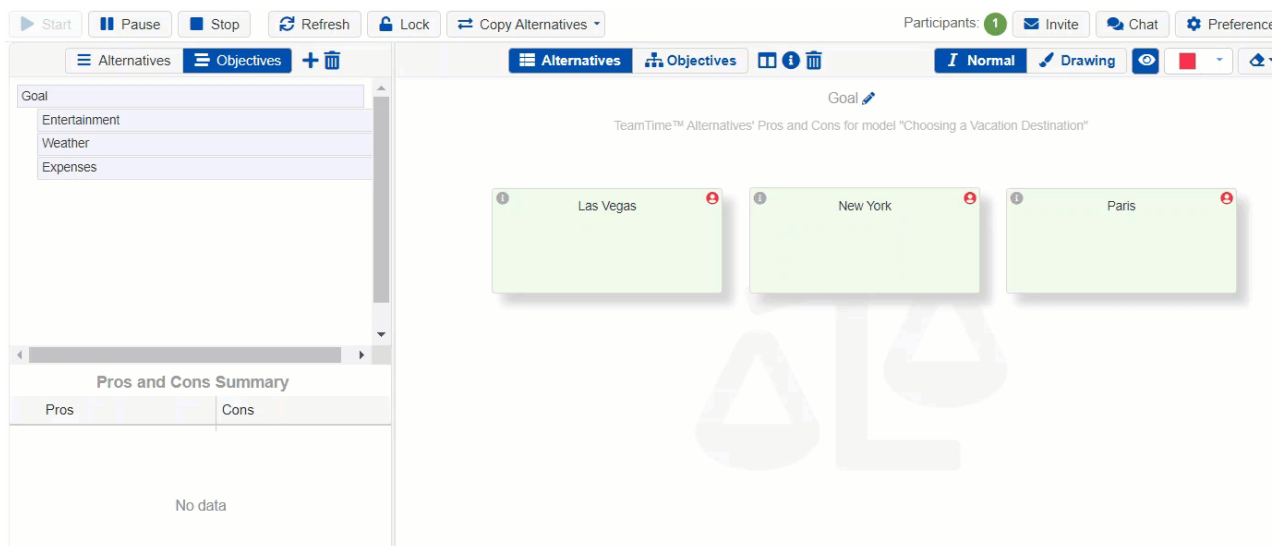 Start Pause Stop Refresh Lock Copy Alternatives Participants: 1 Invite Chat Preference
Alternatives Objectives
Alternatives Objectives Normal Drawing
Goal
Entertainment
Weather
Expenses
Goal
TeamTime™ Alternatives' Pros and Cons for model "Choosing a Vacation Destination"
Las Vegas New York Paris
Pros and Cons Summary
Pros Cons
No data